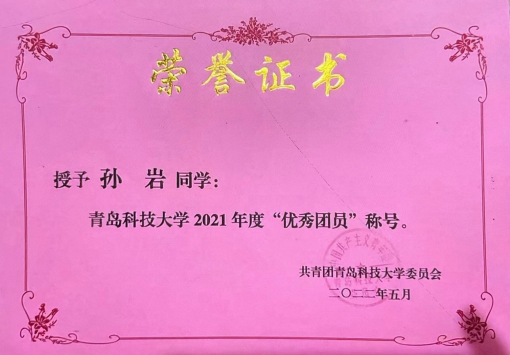 荣誉证书
授予 孙 岩 同学：
青岛科技大学2021年度“优秀团员”称号。
共青团青岛科技大学委员会
二〇二二年五月